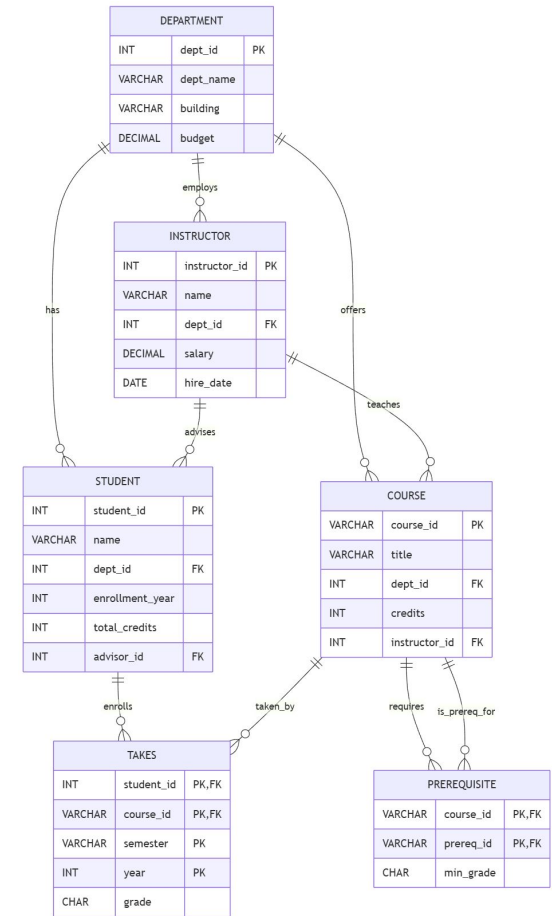 DEPARTMENT
INT dept_id PK
VARCHAR dept_name
VARCHAR building
DECIMAL budget
employs
has
offers
INSTRUCTOR
INT instructor_id PK
VARCHAR name
INT dept_id FK
DECIMAL salary
DATE hire_date
teaches
advises
STUDENT
INT student_id PK
VARCHAR name
INT dept_id FK
INT enrollment_year
INT total_credits
INT advisor_id FK
COURSE
VARCHAR course_id PK
VARCHAR title
INT dept_id FK
INT credits
INT instructor_id FK
enrolls
taken_by
requires
is_prereq_for
TAKES
INT student_id PK,FK
VARCHAR course_id PK,FK
VARCHAR semester PK
INT year PK
CHAR grade
PREREQUISITE
VARCHAR course_id PK,FK
VARCHAR prereq_id PK,FK
CHAR min_grade